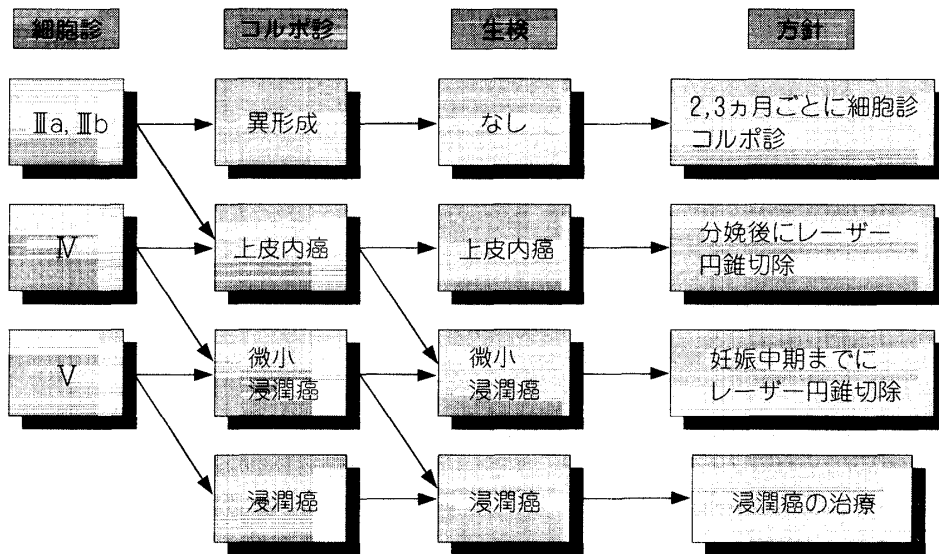 細胞診
コルポ診
生検
方針
Ⅲa, Ⅲb
異形成
なし
2,3ヵ月ごとに細胞診
コルポ診
Ⅳ
上皮内癌
上皮内癌
分娩後にレーザー
円錐切除
Ⅴ
微小
浸潤癌
微小
浸潤癌
妊娠中期までに
レーザー円錐切除
浸潤癌
浸潤癌
浸潤癌の治療